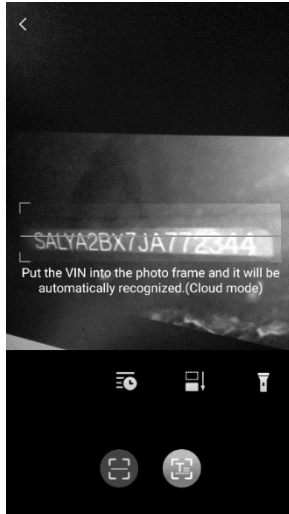 SALYA2BX7JA772344
Put the VIN into the photo frame and it will be
automatically recognized.(Cloud mode)